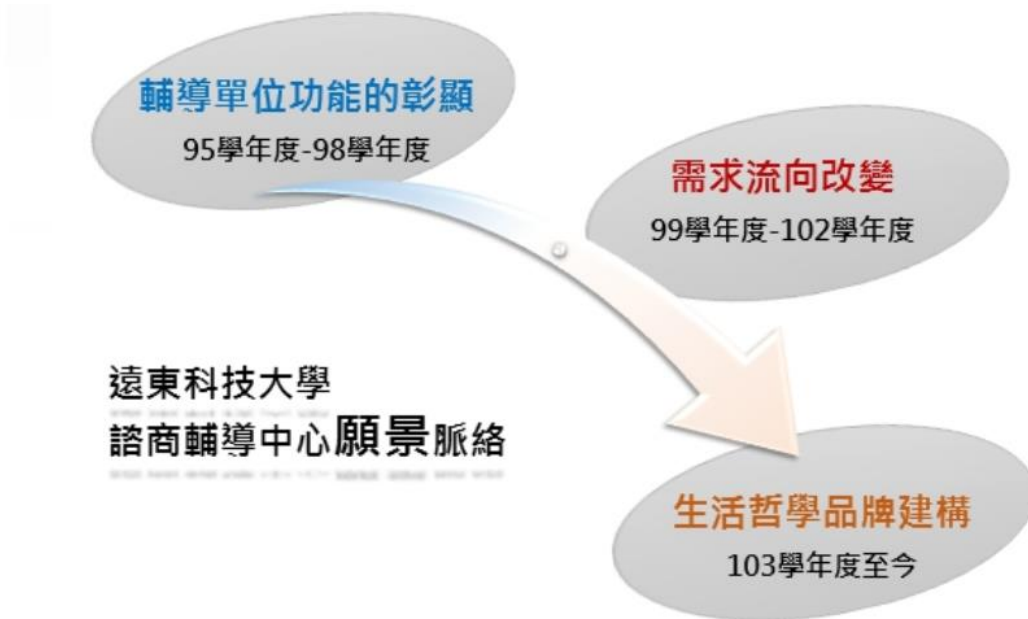 輔導單位功能的彰顯
95學年度-98學年度
需求流向改變
99學年度-102學年度
遠東科技大學
諮商輔導中心願景脈絡
生活哲學品牌建構
103學年度至今